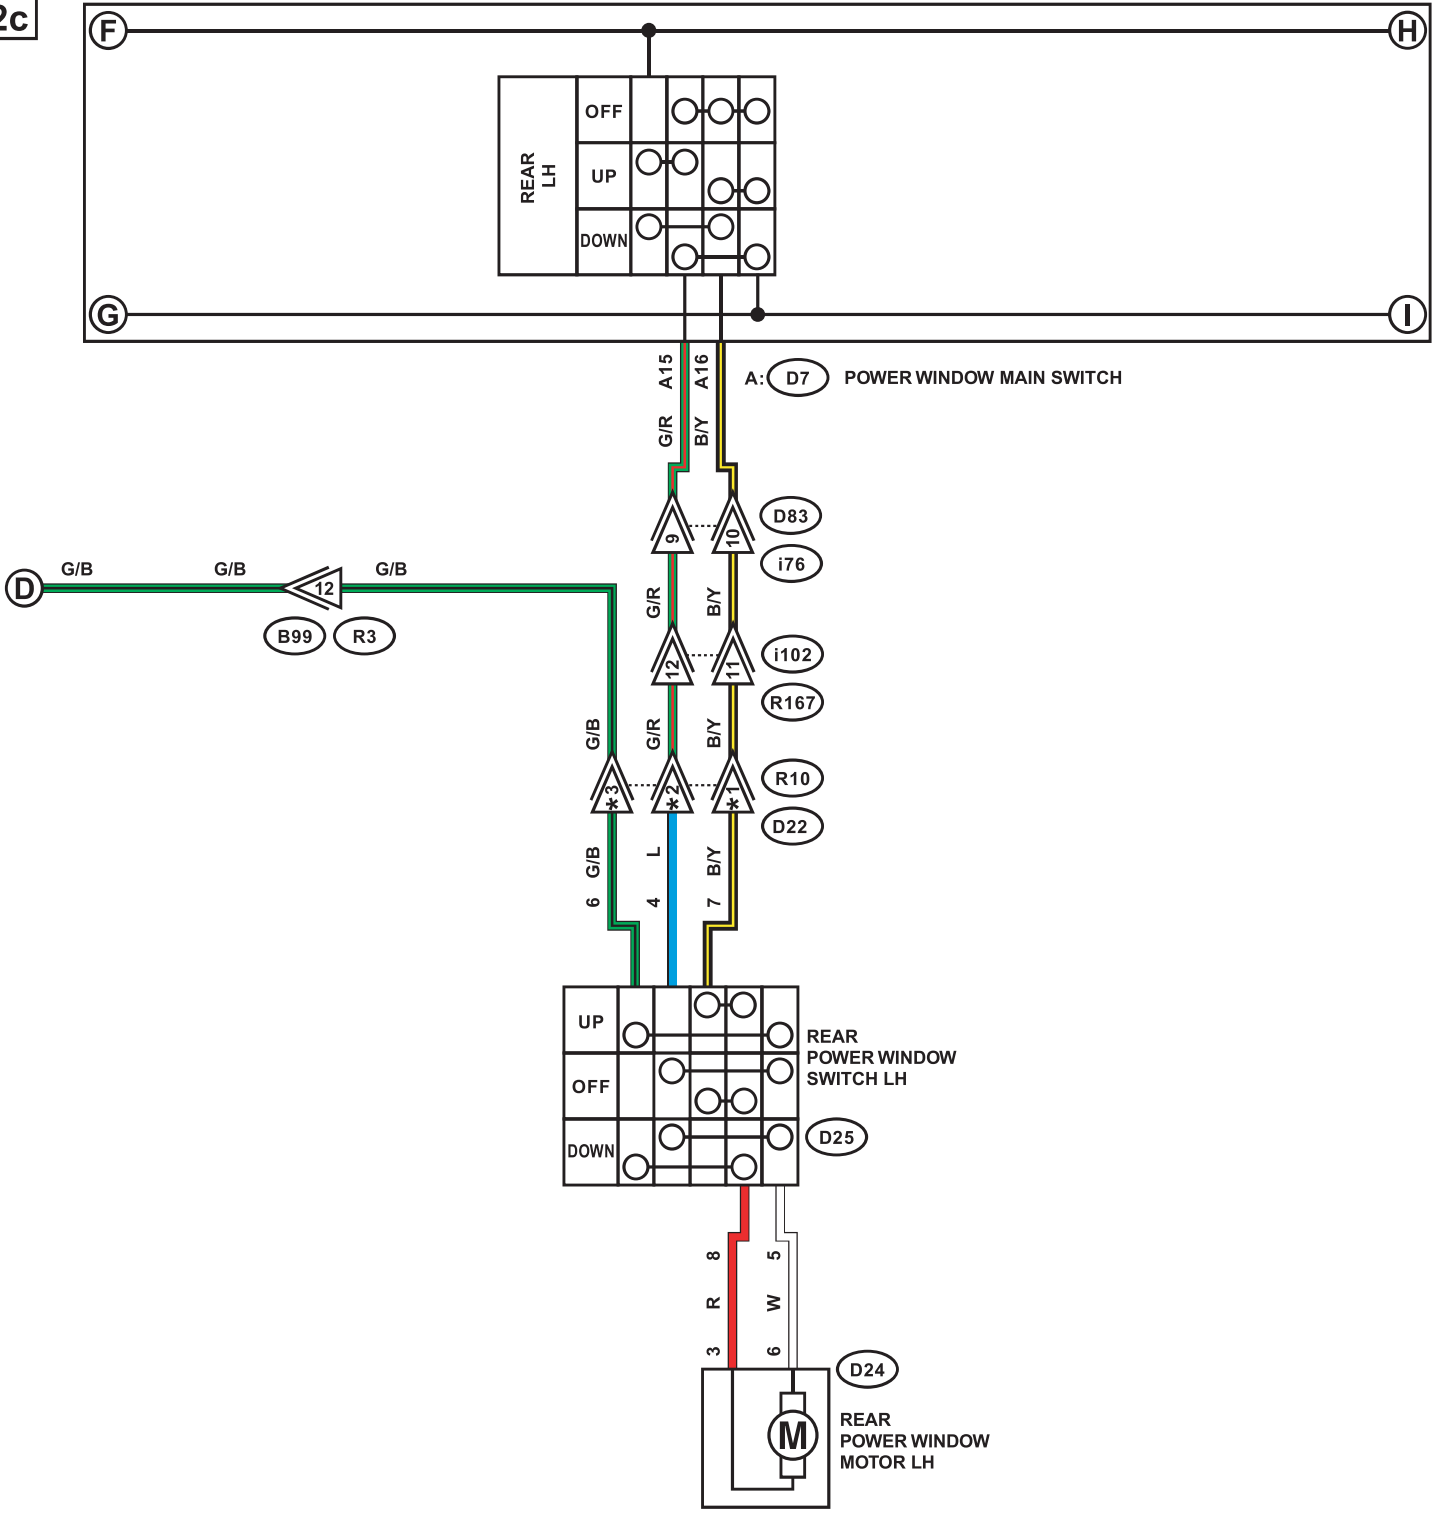 2c
F
H
OFF
REAR
LH
UP
DOWN
G
I
A15
A16
A: D7 POWER WINDOW MAIN SWITCH
G/R
B/Y
9
10
D83
i76
D
G/B
G/B
12
G/B
B99
R3
G/R
B/Y
12
11
i102
R167
G/B
G/R
B/Y
*3
*2
*1
R10
D22
G/B
L
B/Y
6
4
7
UP
OFF
DOWN
REAR
POWER WINDOW
SWITCH LH
D25
8
5
R
W
3
6
D24
M
REAR
POWER WINDOW
MOTOR LH